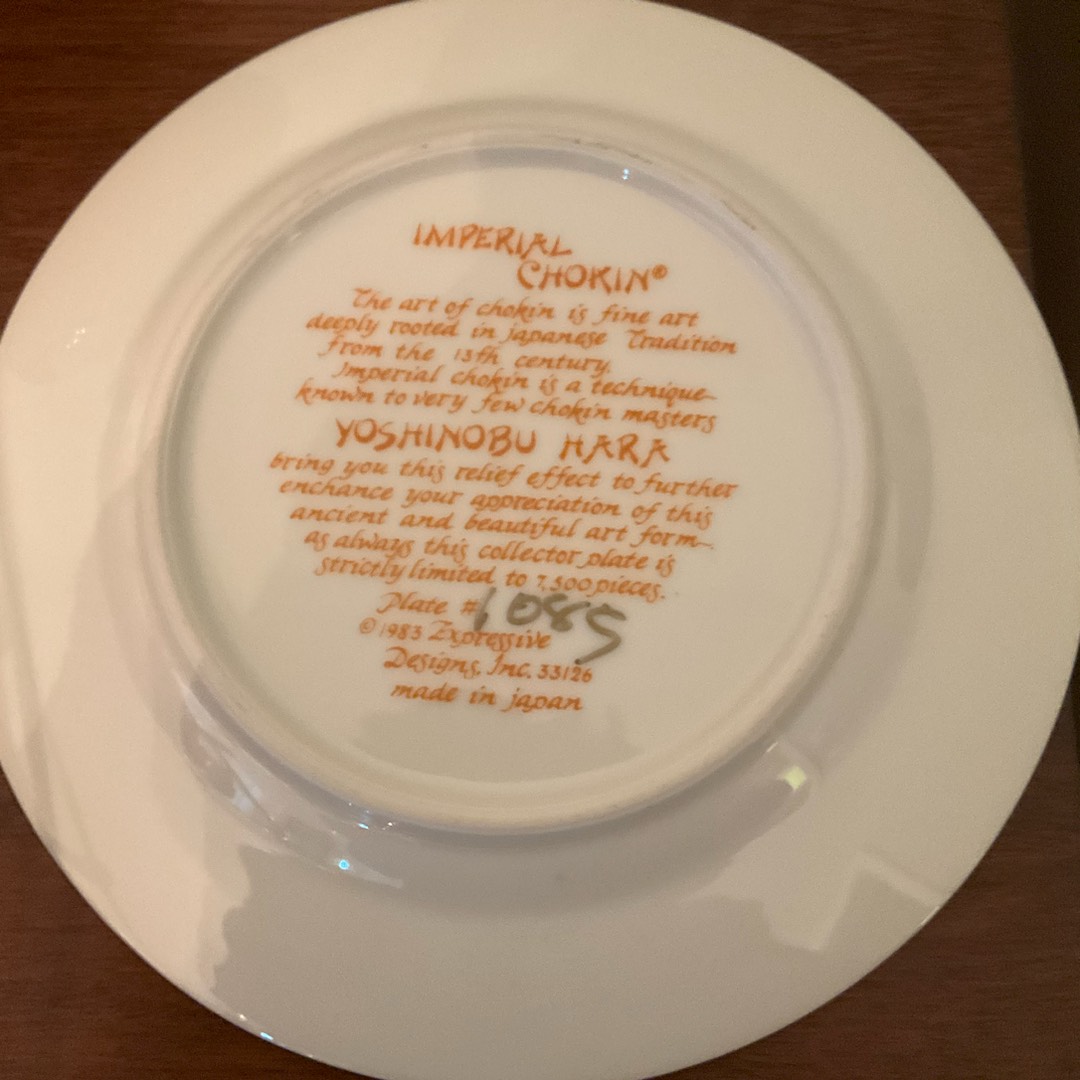 IMPERIAL
CHOKIN®
The art of chokin is fine art
deeply rooted in japanese Tradition
from the 13th century.
Imperial chokin is a technique
known to very few chokin masters
YOSHINOBU HARA
bring you this relief effect to further
enchance your appreciation of this
ancient and beautiful art form
as always this collector plate is
strictly limited to 7,500 pieces.
Plate # 1085
©1983 Expressive
Designs, Inc. 33126
made in japan